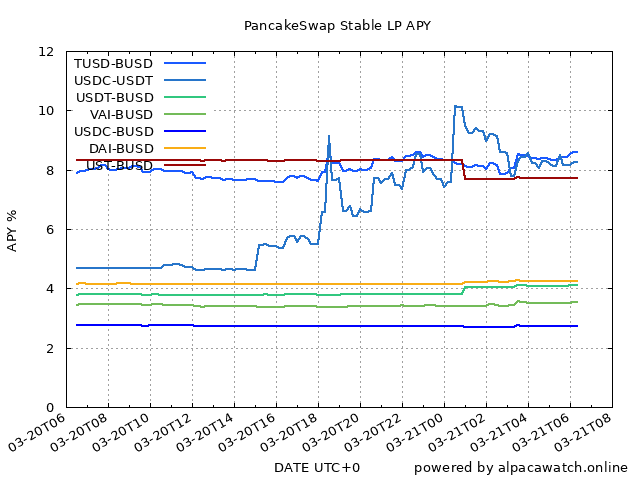 PancakeSwap Stable LP APY
12
10
8
6
4
2
0
APY %
TUSD-BUSD
USDC-USDT
USDT-BUSD
VAI-BUSD
USDC-BUSD
DAI-BUSD
UST-BUSD
03-20T06
03-20T08
03-20T10
03-20T12
03-20T14
03-20T16
03-20T18
03-20T20
03-20T22
03-21T00
03-21T02
03-21T04
03-21T06
03-21T08
DATE UTC+0
powered by alpacawatch.online